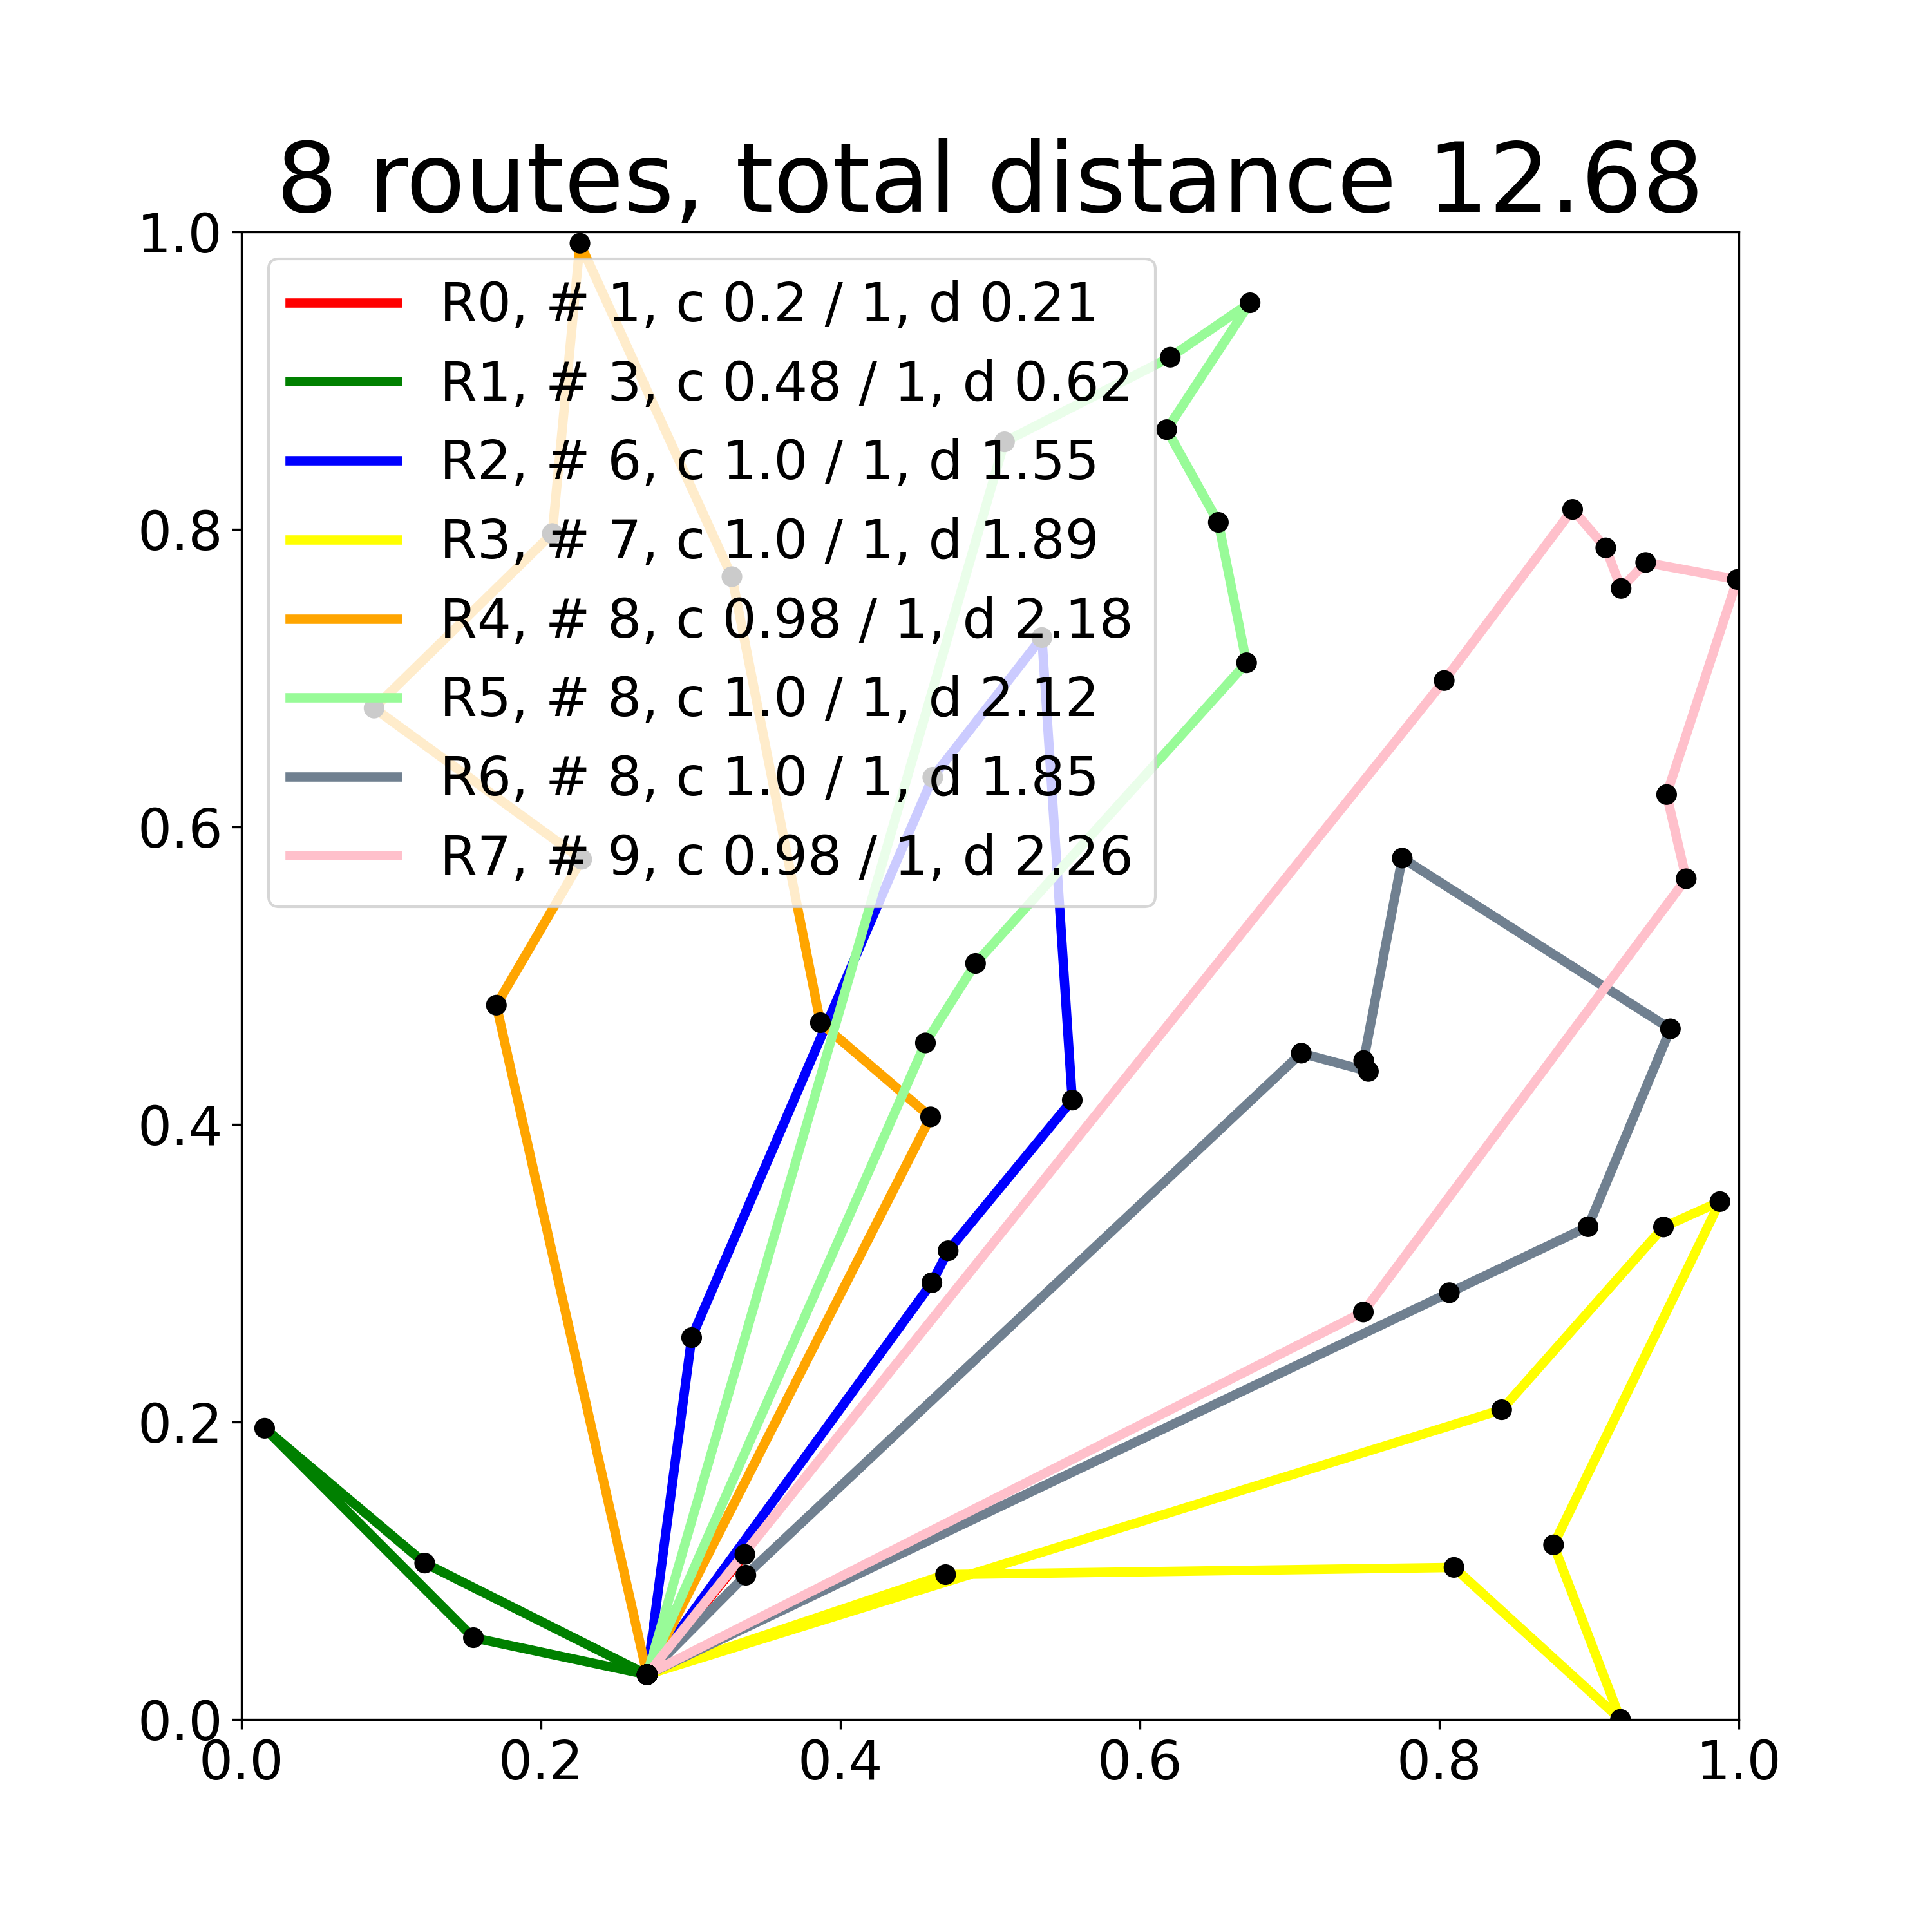 8 routes, total distance 12.68
1.0
0.8
0.6
0.4
0.2
0.0
R0, # 1, c 0.2 / 1, d 0.21
R1, # 3, c 0.48 / 1, d 0.62
R2, # 6, c 1.0 / 1, d 1.55
R3, # 7, c 1.0 / 1, d 1.89
R4, # 8, c 0.98 / 1, d 2.18
R5, # 8, c 1.0 / 1, d 2.12
R6, # 8, c 1.0 / 1, d 1.85
R7, # 9, c 0.98 / 1, d 2.26
0.0 0.2 0.4 0.6 0.8 1.0